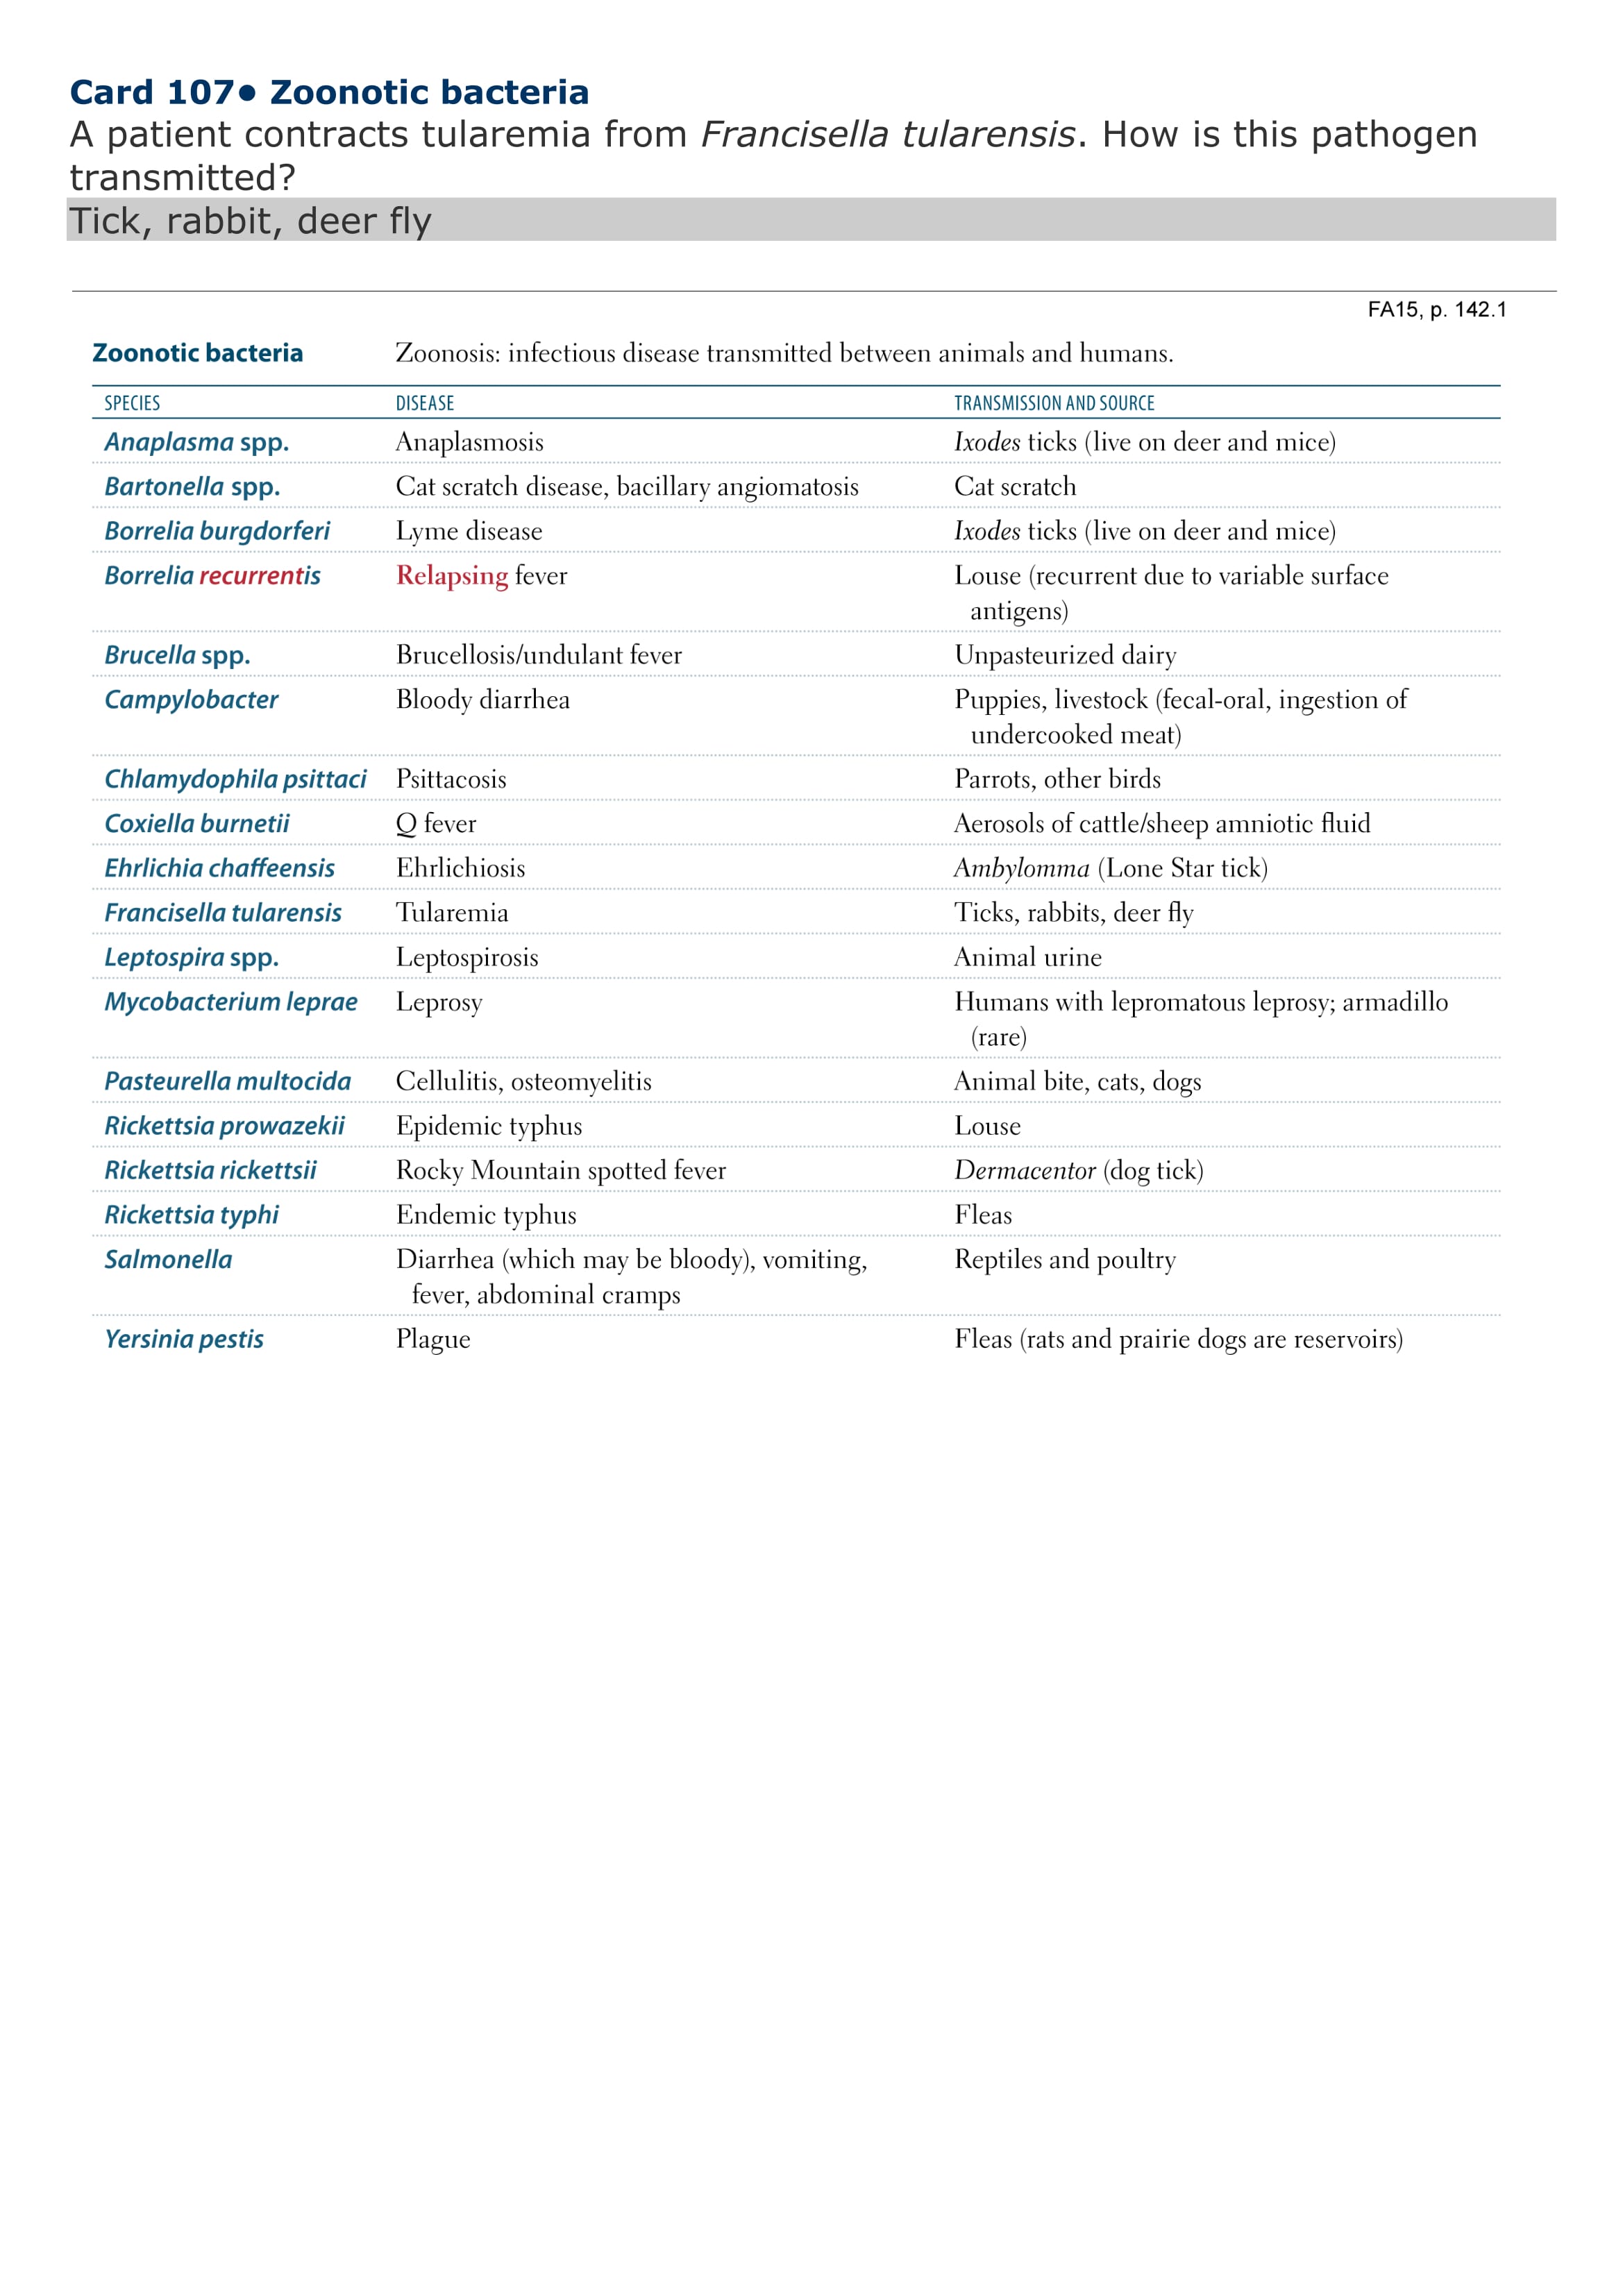 Card 107• Zoonotic bacteria
A patient contracts tularemia from Francisella tularensis. How is this pathogen
transmitted?
Tick, rabbit, deer fly
FA15, p. 142.1
Zoonotic bacteria Zoonosis: infectious disease transmitted between animals and humans.
SPECIES DISEASE TRANSMISSION AND SOURCE
Anaplasma spp. Anaplasmosis Ixodes ticks (live on deer and mice)
Bartonella spp. Cat scratch disease, bacillary angiomatosis Cat scratch
Borrelia burgdorferi Lyme disease Ixodes ticks (live on deer and mice)
Borrelia recurrentis Relapsing fever Louse (recurrent due to variable surface
antigens)
Brucella spp. Brucellosis/undulant fever Unpasteurized dairy
Campylobacter Bloody diarrhea Puppies, livestock (fecal-oral, ingestion of
undercooked meat)
Chlamydophila psittaci Psittacosis Parrots, other birds
Coxiella burnetii Q fever Aerosols of cattle/sheep amniotic fluid
Ehrlichia chaffeensis Ehrlichiosis Ambylomma (Lone Star tick)
Francisella tularensis Tularemia Ticks, rabbits, deer fly
Leptospira spp. Leptospirosis Animal urine
Mycobacterium leprae Leprosy Humans with lepromatous leprosy; armadillo
(rare)
Pasteurella multocida Cellulitis, osteomyelitis Animal bite, cats, dogs
Rickettsia prowazekii Epidemic typhus Louse
Rickettsia rickettsii Rocky Mountain spotted fever Dermacentor (dog tick)
Rickettsia typhi Endemic typhus Fleas
Salmonella Diarrhea (which may be bloody), vomiting, Reptiles and poultry
fever, abdominal cramps
Yersinia pestis Plague Fleas (rats and prairie dogs are reservoirs)